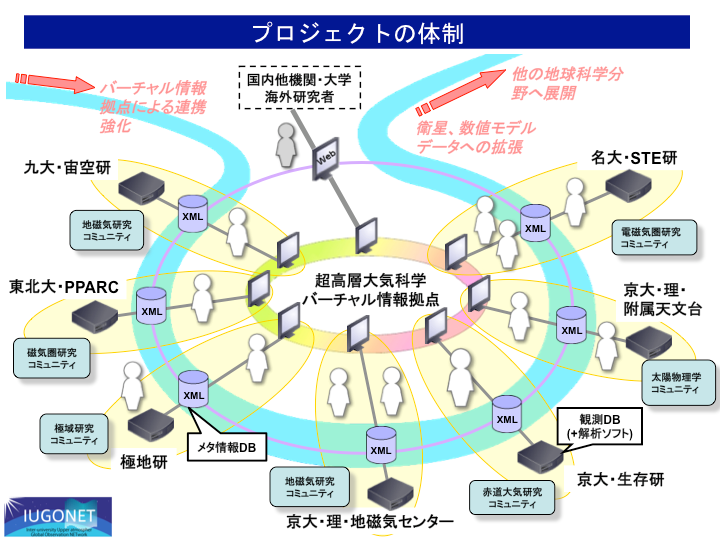 プロジェクトの体制
バーチャル情報
拠点による連携
強化
国内他機関・大学
海外研究者
他の地球科学分
野へ展開
衛星、数値モデル
データへの拡張
Web
九大・宙空研
XML
地磁気研究
コミュニティ
名大・STE研
XML
電磁気圏研究
コミュニティ
超高層大気科学
バーチャル情報拠点
東北大・PPARC
XML
磁気圏研究
コミュニティ
京大・理・
附属天文台
XML
太陽物理学
コミュニティ
XML
極域研究
コミュニティ
極地研
メタ情報DB
XML
地磁気研究
コミュニティ
京大・理・地磁気センター
XML
観測DB
(+解析ソフト)
赤道大気研究
コミュニティ
京大・生存研
IUGONET
Inter-university Upper atmosphere
Global Observation NETwork